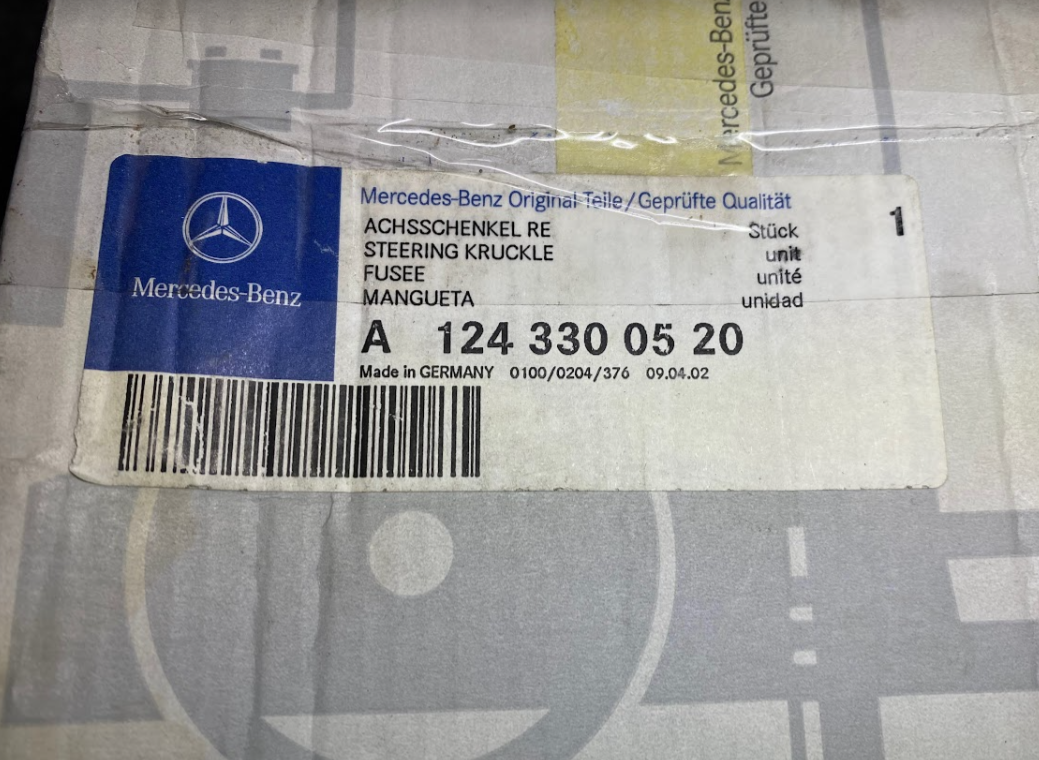 Mercedes-Benz
Geprüfte
Mercedes-Benz
Mercedes-Benz Original Teile/Geprüfte Qualität
ACHSSCHENKEL RE Stück 1
STEERING KRUCKLE unit
FUSEE unité
MANGUETA unidad
A 124 330 05 20
Made in GERMANY 0100/0204/376 09.04.02